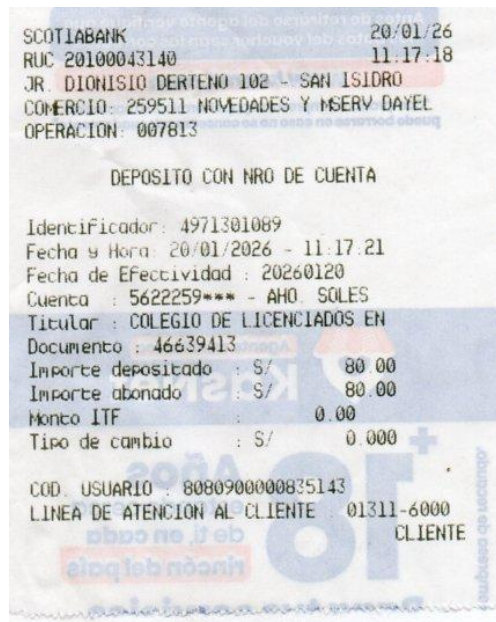 SCOTIABANK 20/01/26
RUC 20100043140 11:17:18
JR. DIONISIO DERTENO 102 - SAN ISIDRO
COMERCIO: 259511 NOVEDADES Y MSERV DAYEL
OPERACION: 007813
DEPOSITO CON NRO DE CUENTA
Identificador: 4971301089
Fecha y Hora: 20/01/2026 - 11:17.21
Fecha de Efectividad : 20260120
Cuenta : 5622259*** - AHO. SOLES
Titular : COLEGIO DE LICENCIADOS EN
Documento : 46639413
Importe depositado : S/ 80.00
Importe abonado : S/ 80.00
Monto ITF : 0.00
Tipo de cambio : S/ 0.000
COD. USUARIO : 8080900000835143
LINEA DE ATENCION AL CLIENTE : 01311-6000
CLIENTE